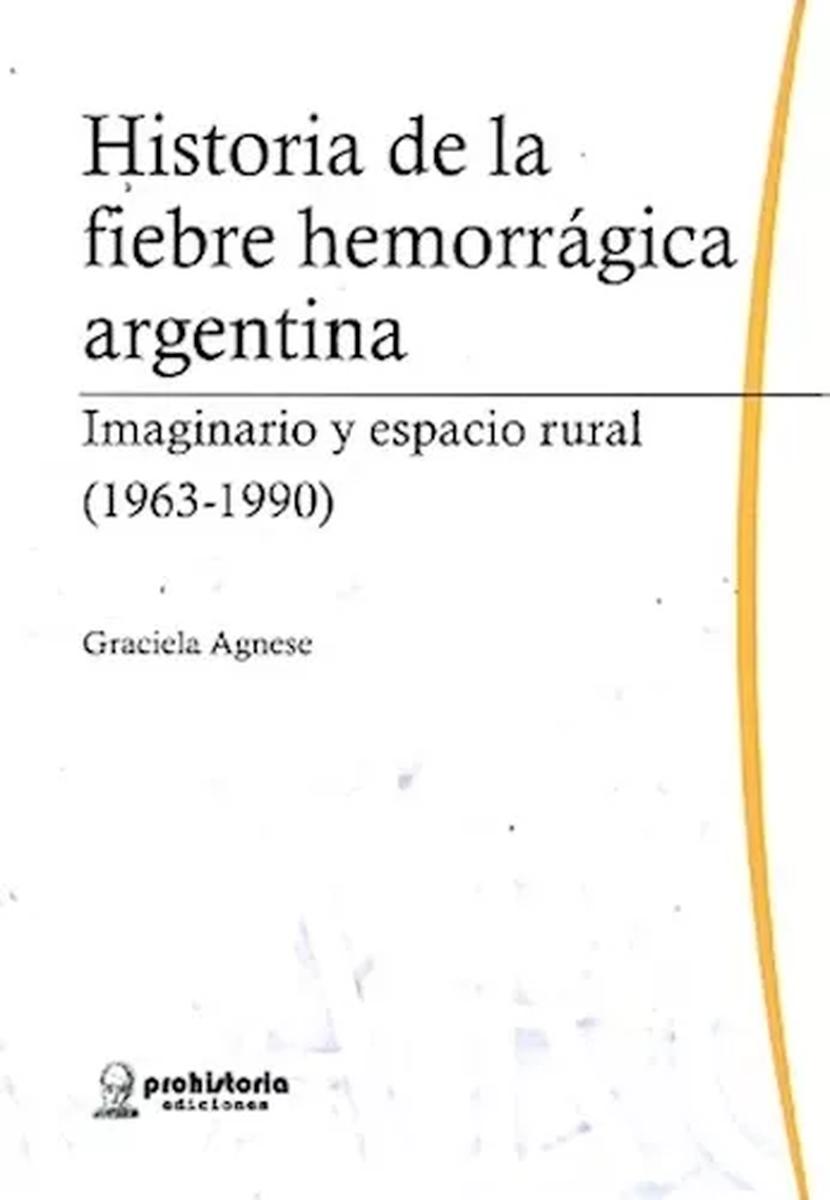 Historia de la
fiebre hemorrágica
argentina
Imaginario y espacio rural
(1963-1990)
Graciela Agnese
prohistoria
ediciones